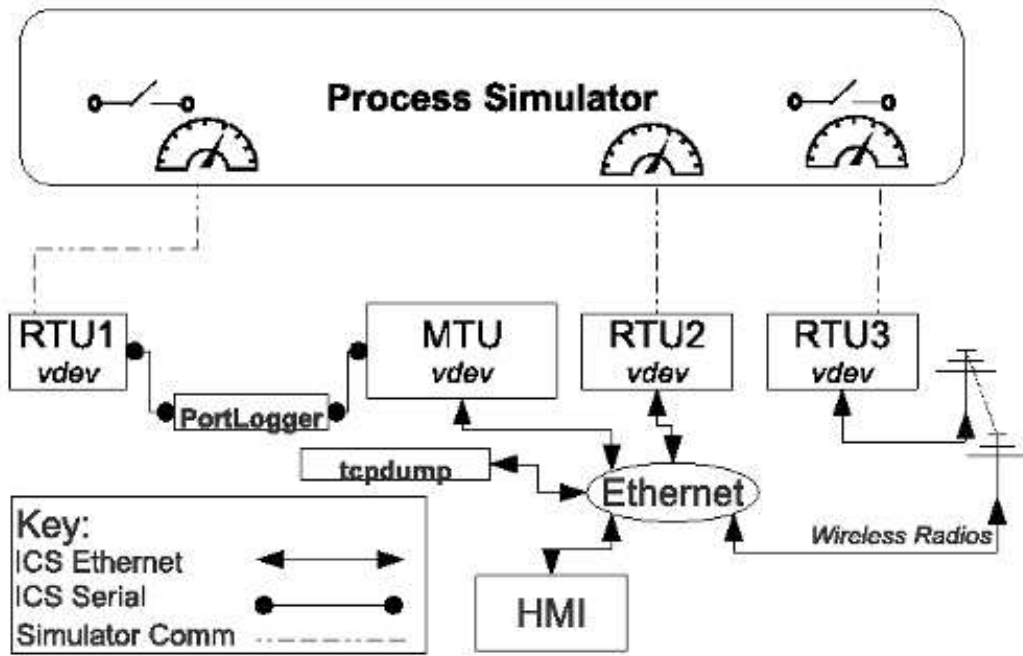 Process Simulator
RTU1
vdev
MTU
vdev
RTU2
vdev
RTU3
vdev
PortLogger
tcpdump
Ethernet
Wireless Radios
HMI
Key:
ICS Ethernet
ICS Serial
Simulator Comm